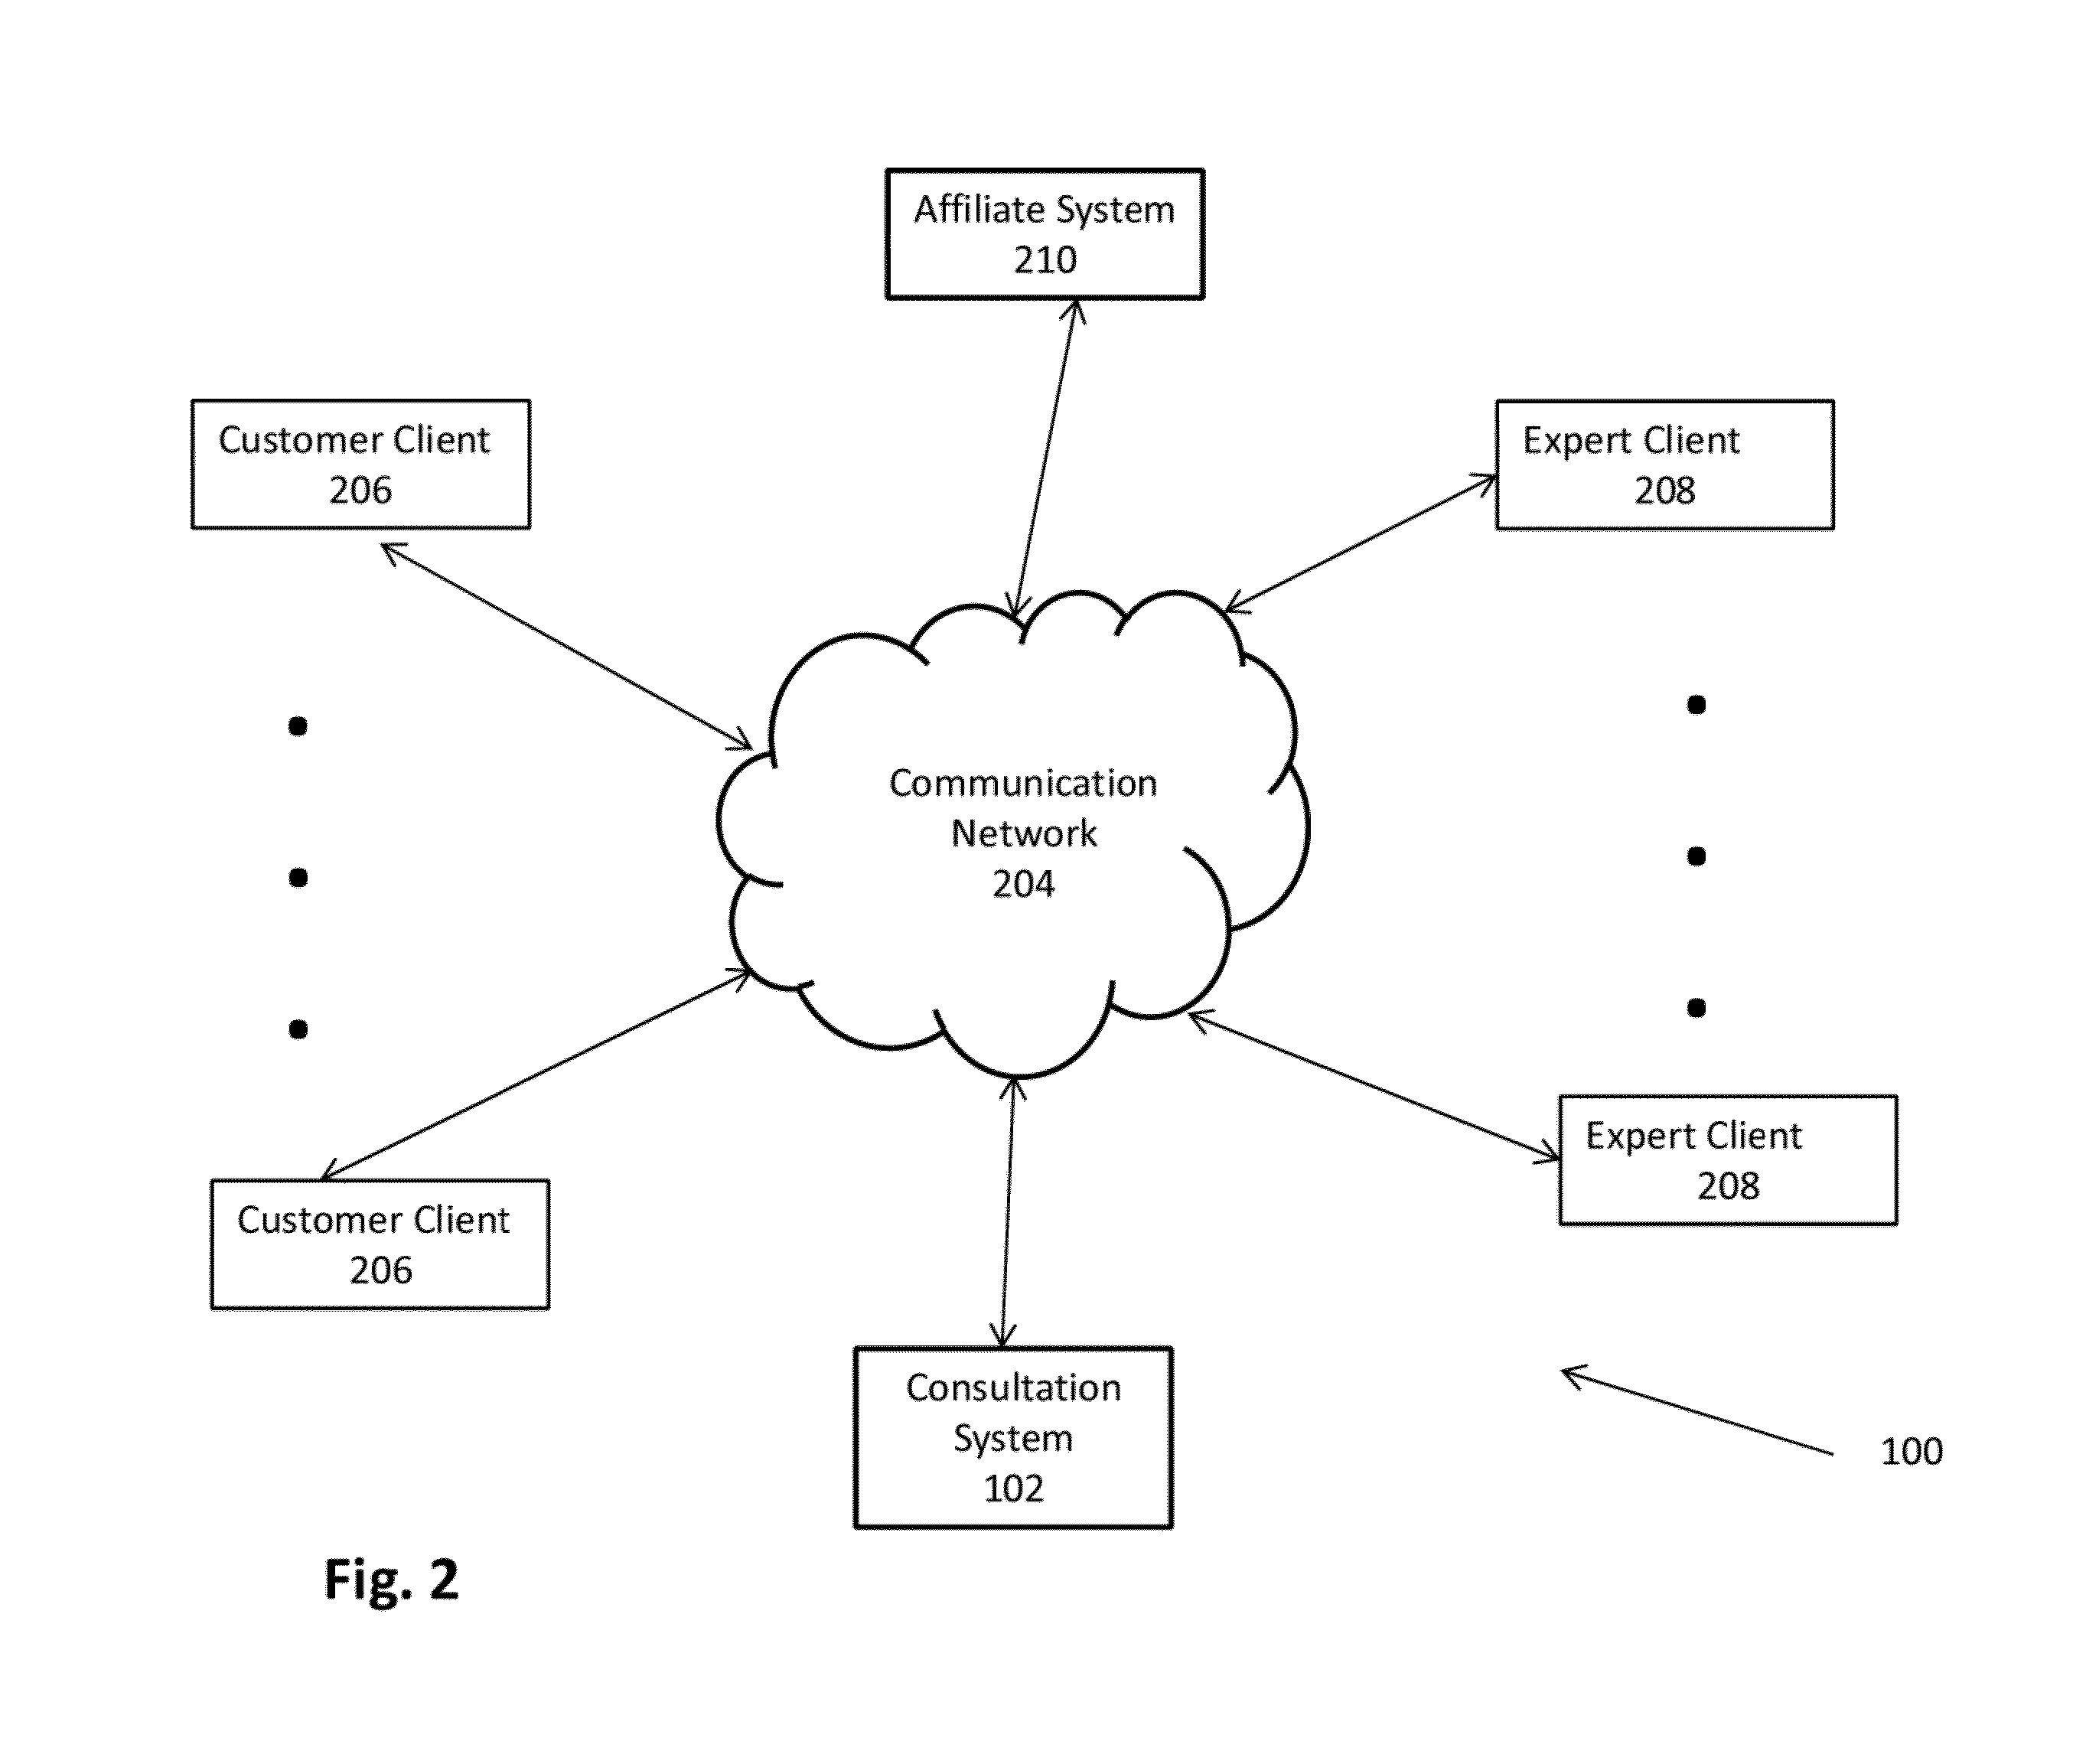 Affiliate System
210
Customer Client
206
Expert Client
208
Communication
Network
204
Expert Client
208
Customer Client
206
Consultation
System
102
100
Fig. 2